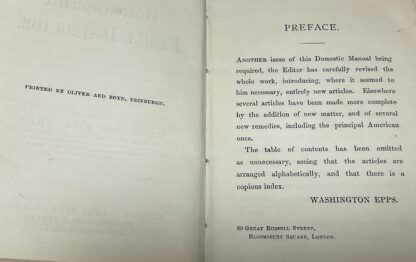 PRINTED BY OLIVER AND BOYD, EDINBURGH.
PREFACE.
ANOTHER issue of this Domestic Manual being
required, the Editor has carefully revised the
whole work, introducing, where it seemed to
him necessary, entirely new articles. Elsewhere
several articles have been made more complete
by the addition of new matter, and of several
new remedies, including the principal American
ones.
The table of contents has been omitted
as unnecessary, seeing that the articles are
arranged alphabetically, and that there is a
copious index.
WASHINGTON EPPS.
89 GREAT RUSSELL STREET,
BLOOMSBURY SQUARE, LONDON.